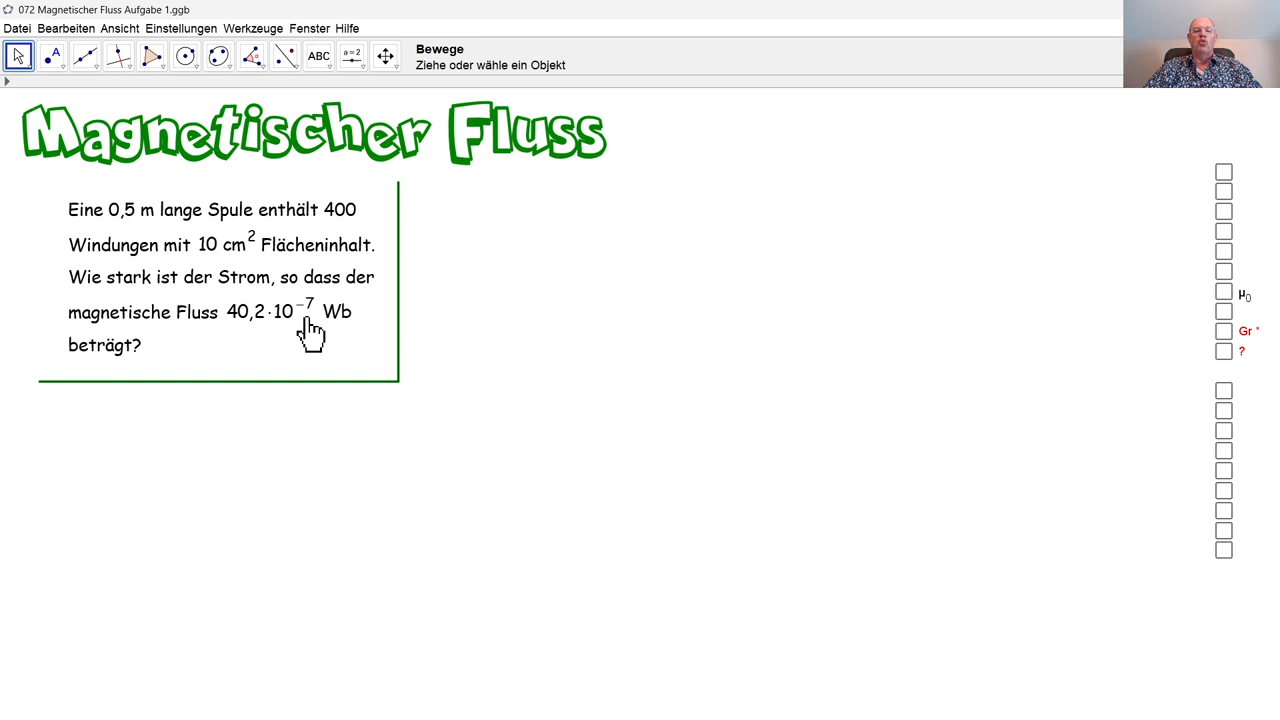 072 Magnetischer Fluss Aufgabe 1.ggb
Datei Bearbeiten Ansicht Einstellungen Werkzeuge Fenster Hilfe
A
ABC
a=2
Bewege
Ziehe oder wähle ein Objekt
Magnetischer Fluss
Eine 0,5 m lange Spule enthält 400
Windungen mit 10 cm² Flächeninhalt.
Wie stark ist der Strom, so dass der
magnetische Fluss 40,2·10⁻⁷ Wb
beträgt?
μ₀
Gr *
?